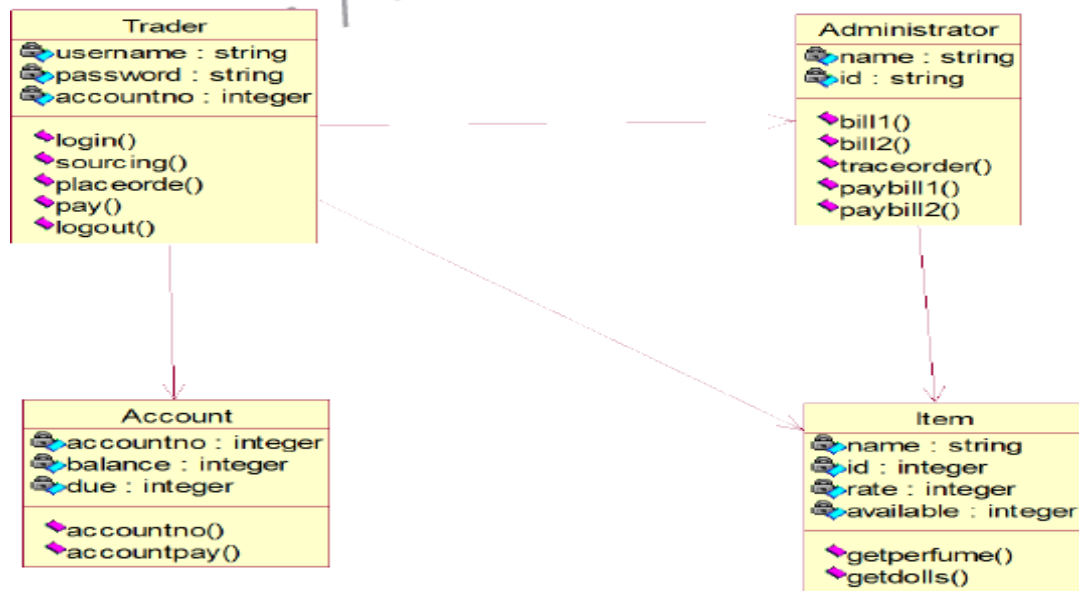 Trader
username : string
password : string
accountno : integer
login()
sourcing()
placeorde()
pay()
logout()
Administrator
name : string
id : string
bill1()
bill2()
traceorder()
paybill1()
paybill2()
Account
accountno : integer
balance : integer
due : integer
accountno()
accountpay()
Item
name : string
id : integer
rate : integer
available : integer
getperfume()
getdolls()